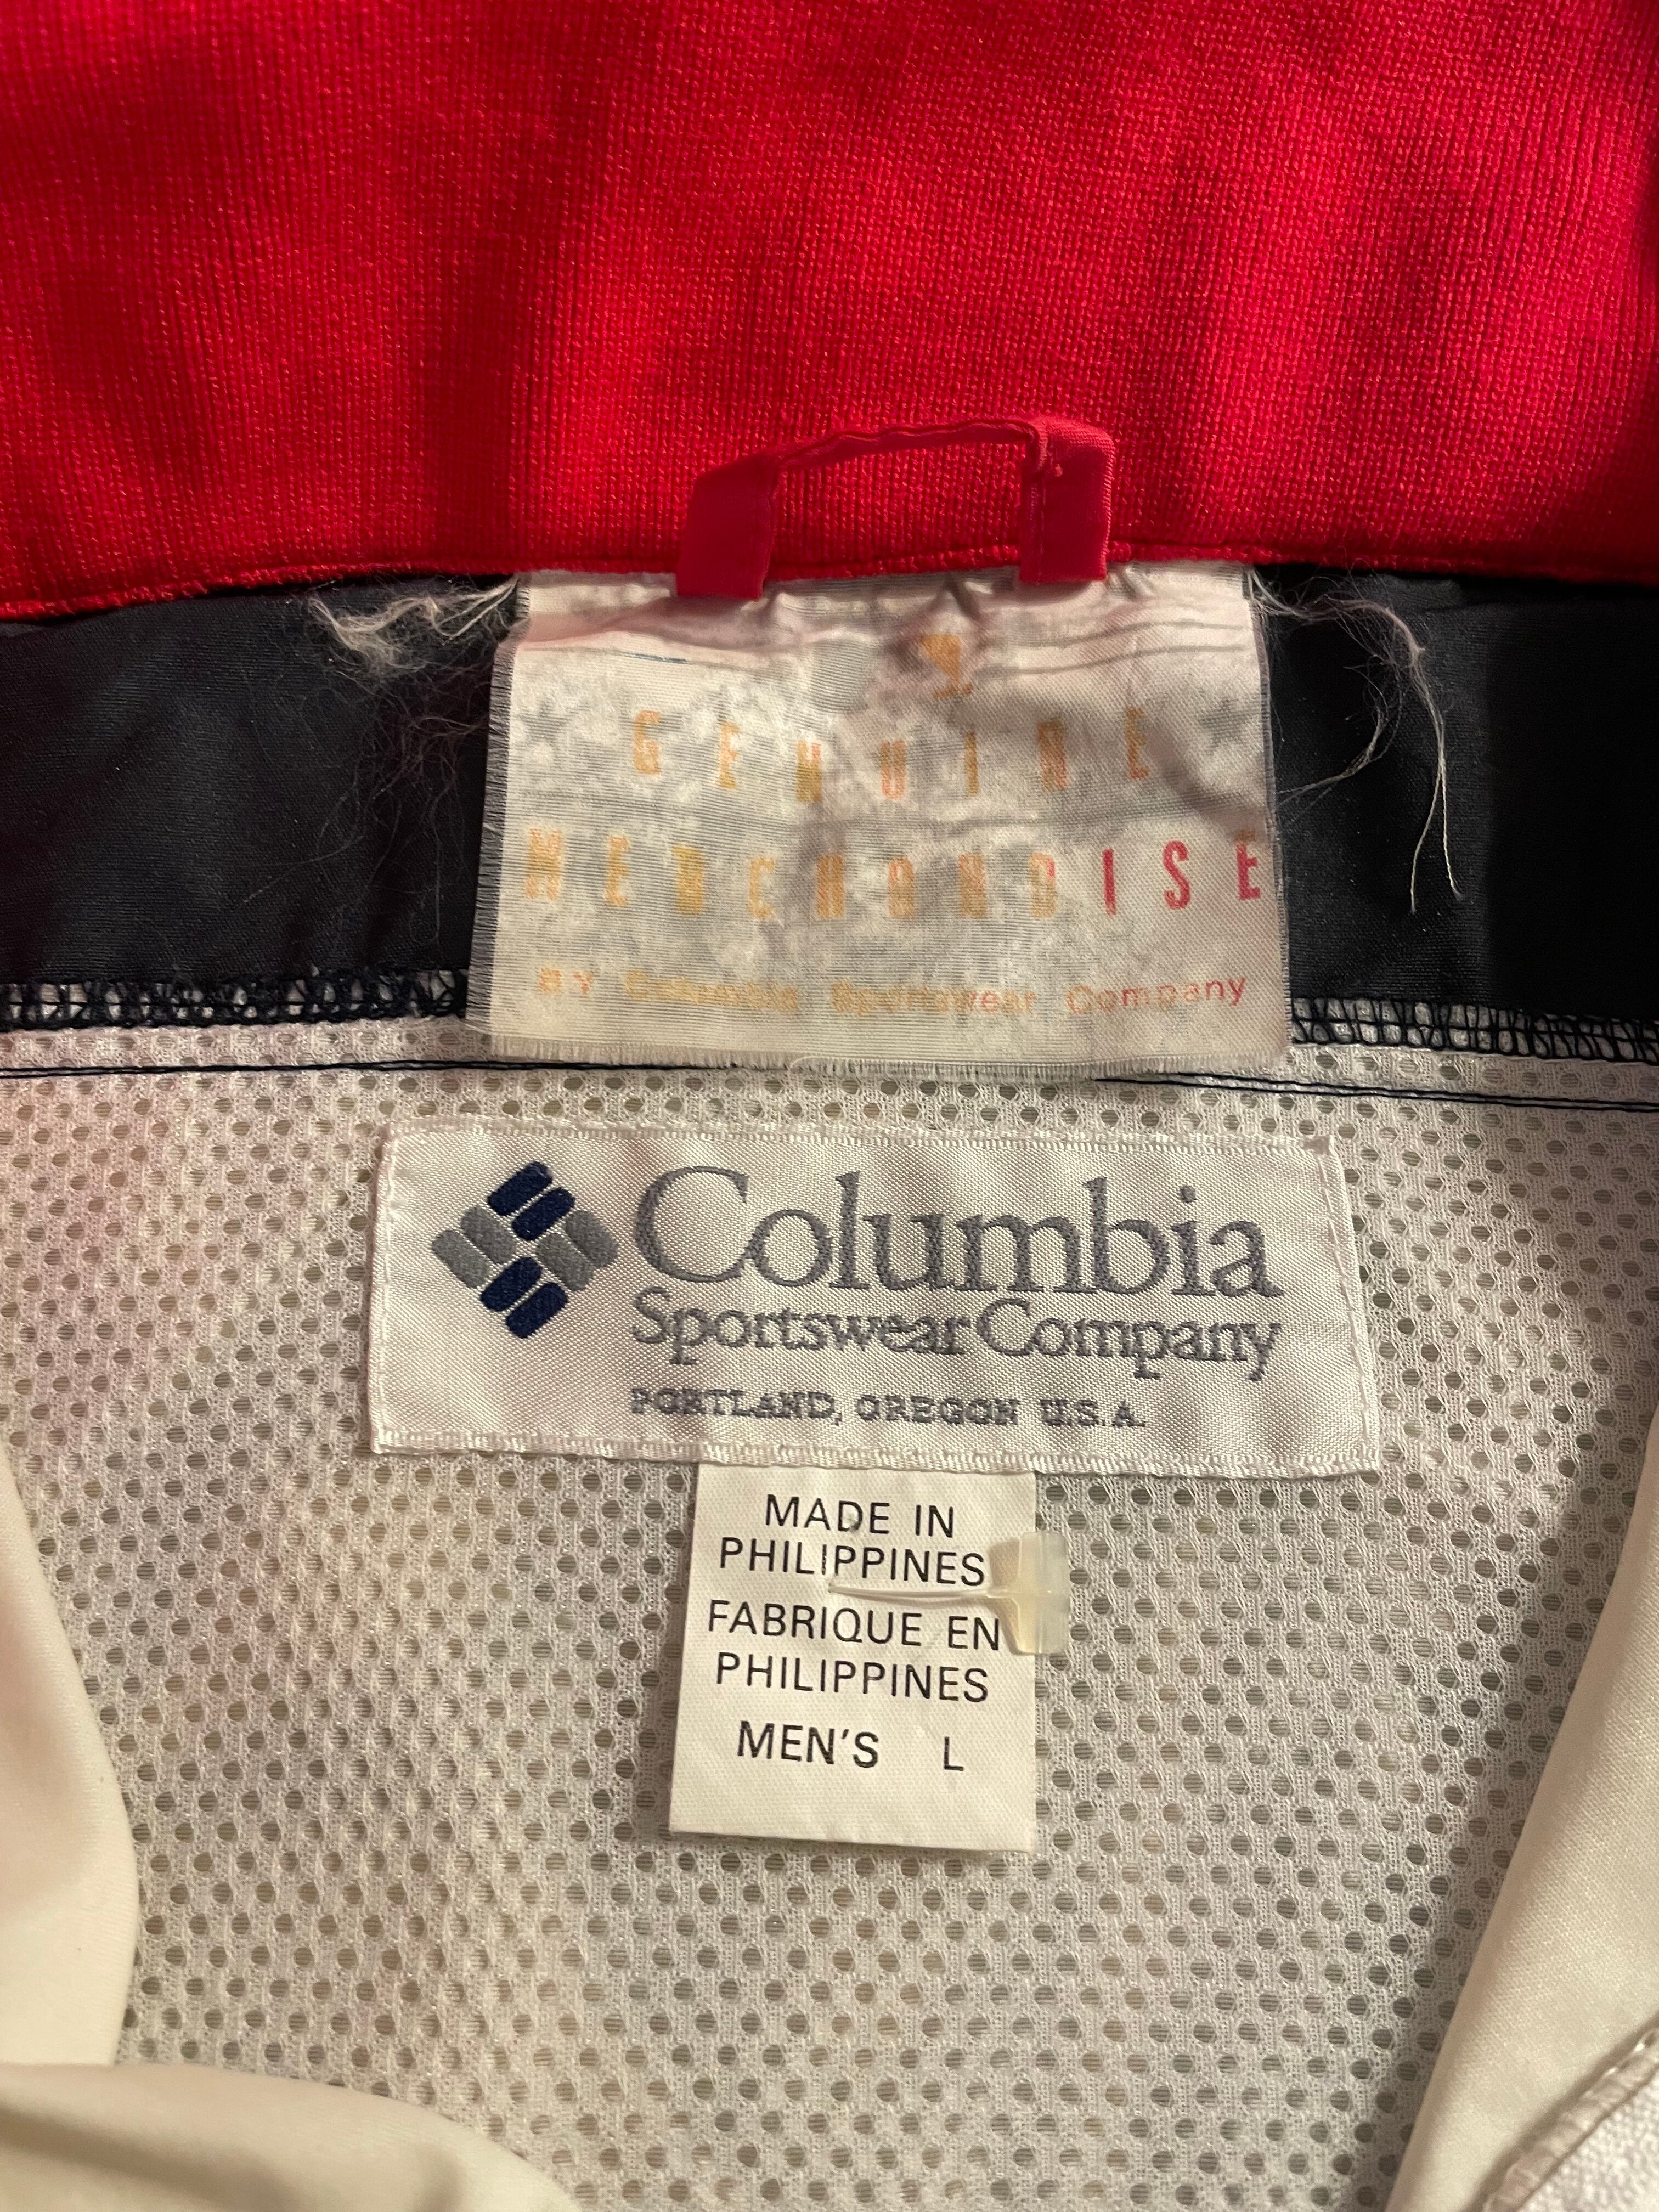 GENUINE
MERCHANDISE
BY Columbia Sportswear Company
Columbia
Sportswear Company
PORTLAND, OREGON U.S.A.
MADE IN
PHILIPPINES
FABRIQUE EN
PHILIPPINES
MEN'S L